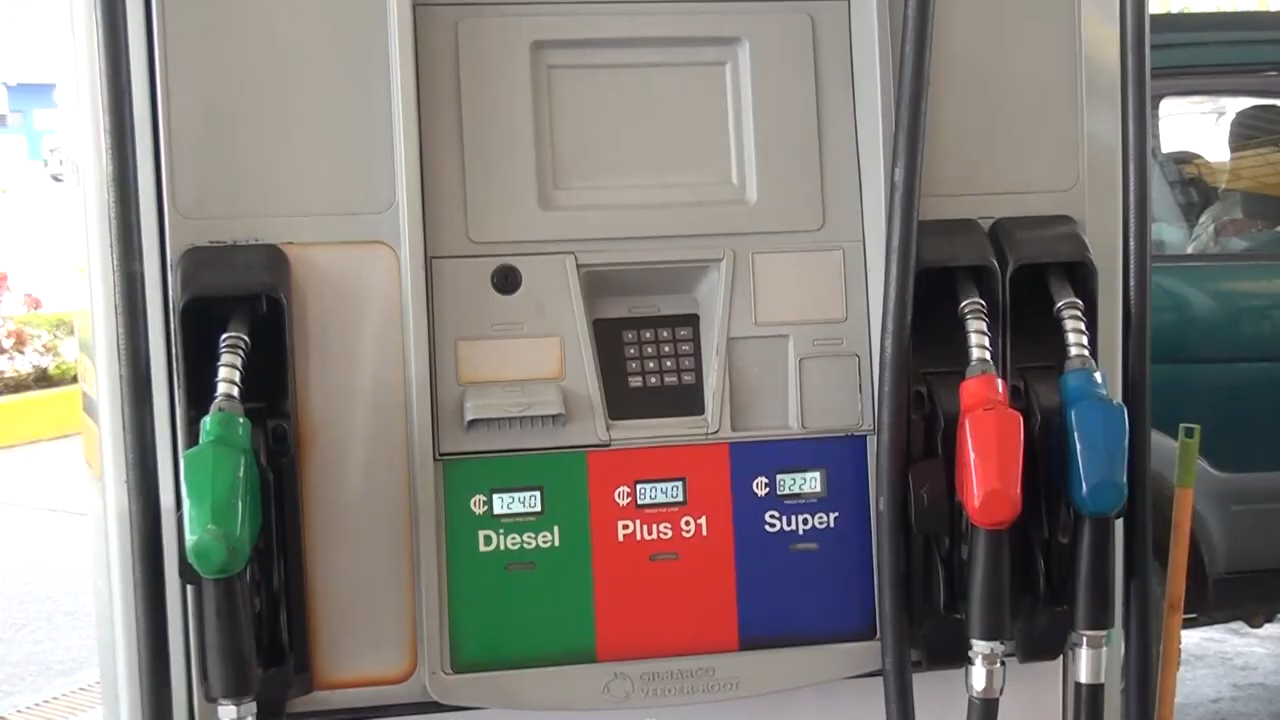 ₡ 724.0
Diesel
₡ 804.0
Plus 91
₡ 822.0
Super
GILBARCO
VEEDER-ROOT